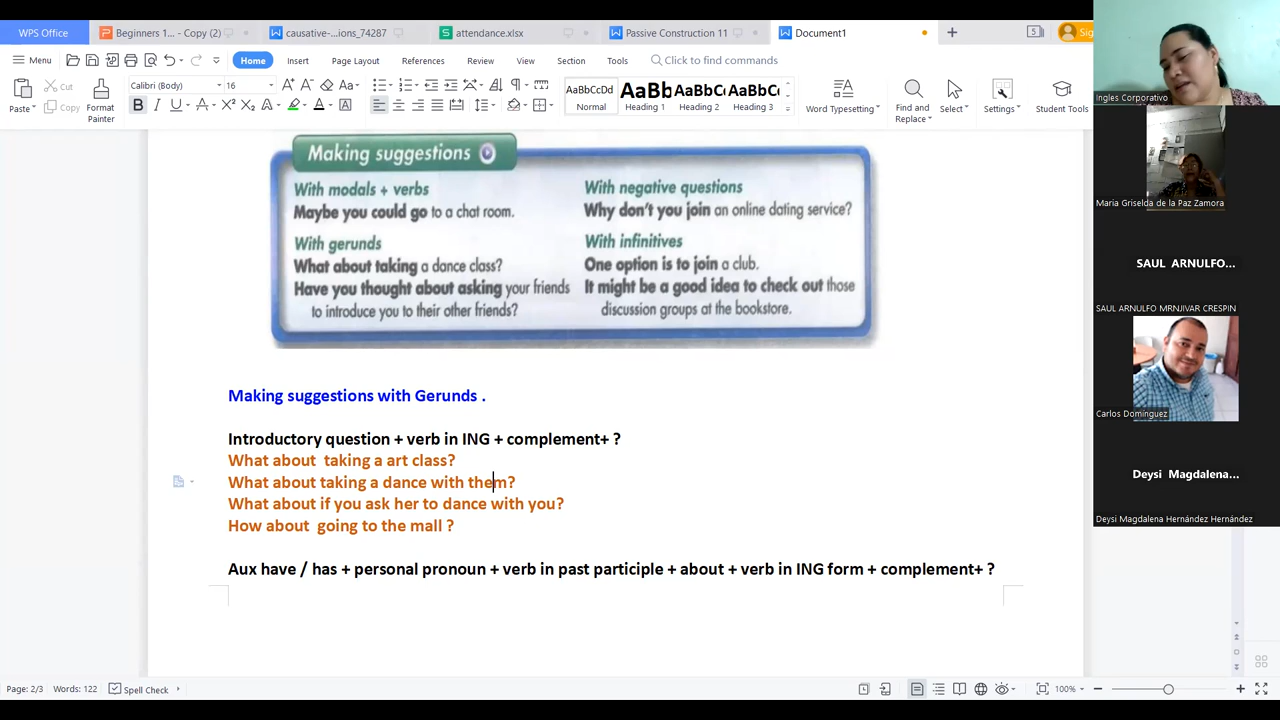 WPS Office
Beginners 1... - Copy (2)
causative-...ions_74287
attendance.xlsx
Passive Construction 11
Document1
Sig
Menu
Home
Insert
Page Layout
References
Review
View
Section
Tools
Click to find commands
Paste
Cut
Copy
Format Painter
Calibri (Body)
16
AaBbCcDd
Normal
AaBb
Heading 1
AaBbC
Heading 2
AaBbC
Heading 3
Word Typesetting
Find and Replace
Select
Settings
Student Tools
Making suggestions
With modals + verbs
Maybe you could go to a chat room.
With gerunds
What about taking a dance class?
Have you thought about asking your friends
to introduce you to their other friends?
With negative questions
Why don't you join an online dating service?
With infinitives
One option is to join a club.
It might be a good idea to check out those
discussion groups at the bookstore.
Making suggestions with Gerunds .
Introductory question + verb in ING + complement+ ?
What about  taking a art class?
What about taking a dance with them?
What about if you ask her to dance with you?
How about  going to the mall ?
Aux have / has + personal pronoun + verb in past participle + about + verb in ING form + complement+ ?
Page: 2/3
Words: 122
Spell Check
100%
Ingles Corporativo
Maria Griselda de la Paz Zamora
SAUL ARNULFO...
SAUL ARNULFO MRNJIVAR CRESPIN
Carlos Domínguez
Deysi Magdalena...
Deysi Magdalena Hernández Hernández